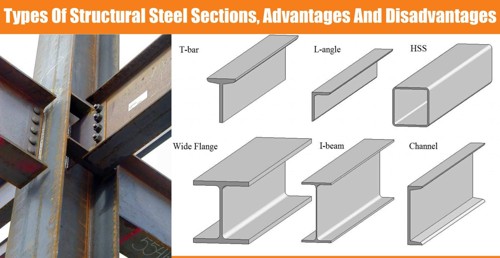 Types Of Structural Steel Sections, Advantages And Disadvantages
T-bar
L-angle
HSS
Wide Flange
I-beam
Channel